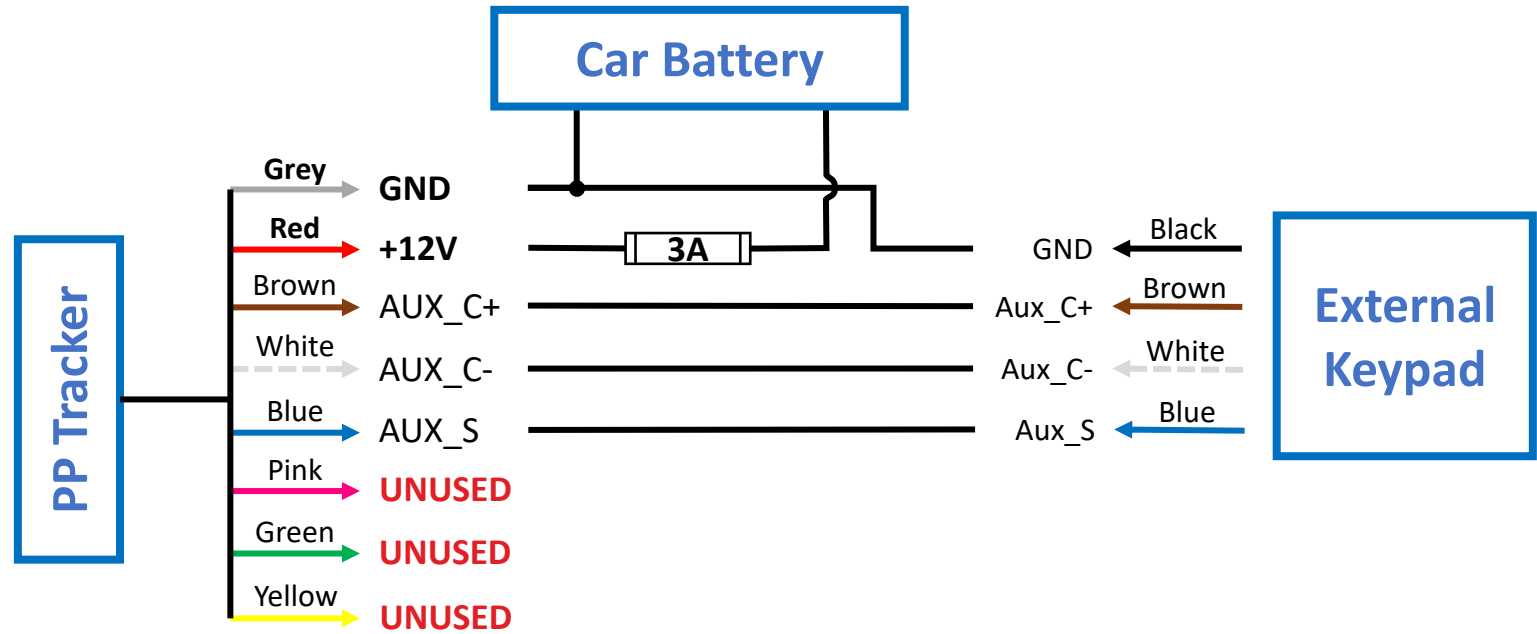 Car Battery
PP Tracker
Grey
GND
Red
+12V
3A
Brown
AUX_C+
White
AUX_C-
Blue
AUX_S
Pink
UNUSED
Green
UNUSED
Yellow
UNUSED
GND
Black
Aux_C+
Brown
Aux_C-
White
Aux_S
Blue
External
Keypad